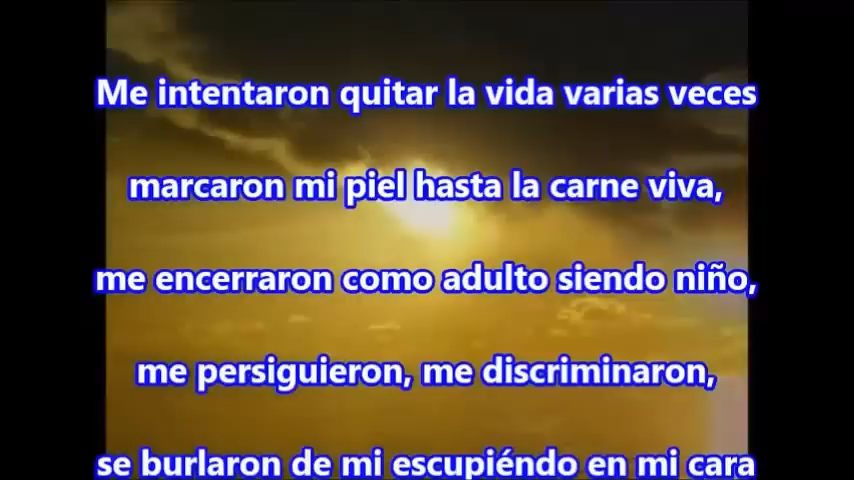 Me intentaron quitar la vida varias veces
marcaron mi piel hasta la carne viva,
me encerraron como adulto siendo niño,
me persiguieron, me discriminaron,
se burlaron de mi escupiéndo en mi cara